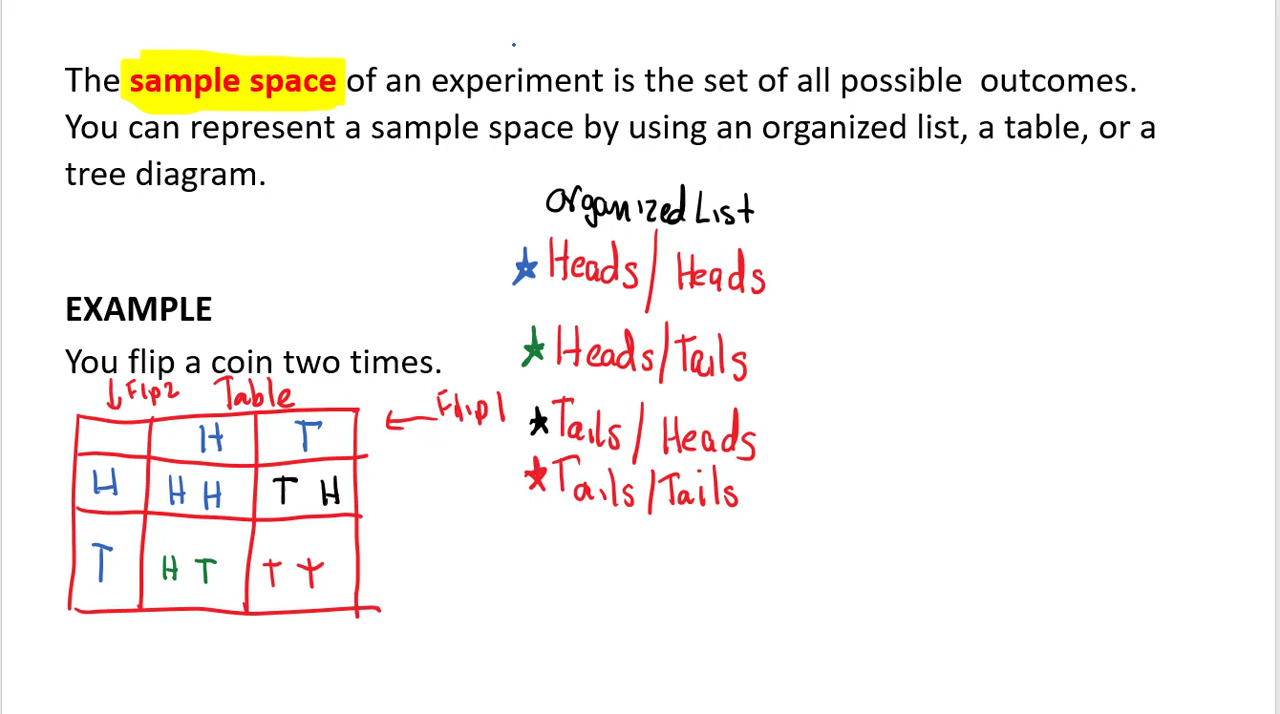 The sample space of an experiment is the set of all possible outcomes.
You can represent a sample space by using an organized list, a table, or a
tree diagram.
Organized List
Heads / Heads
EXAMPLE
Heads / Tails
You flip a coin two times.
Flip 2 Table
Flip 1
H T
Tails / Heads
H HH T H
Tails / Tails
T H T T T